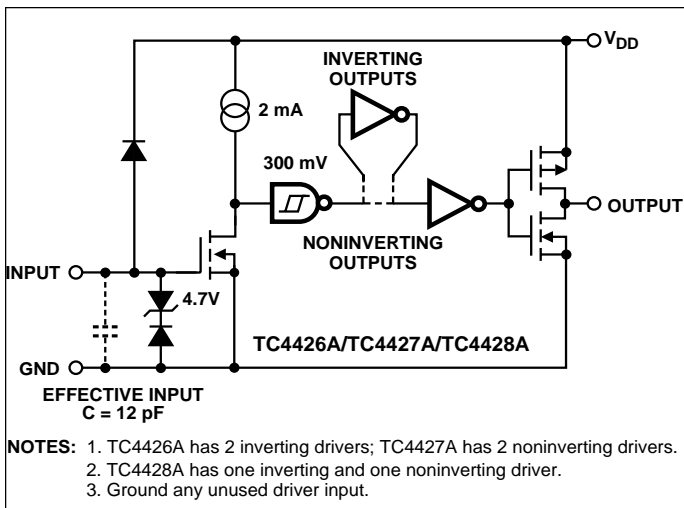 V_DD
INVERTING
OUTPUTS
2 mA
300 mV
OUTPUT
NONINVERTING
OUTPUTS
INPUT
4.7V
TC4426A/TC4427A/TC4428A
GND
EFFECTIVE INPUT
C = 12 pF
NOTES: 1. TC4426A has 2 inverting drivers; TC4427A has 2 noninverting drivers.
2. TC4428A has one inverting and one noninverting driver.
3. Ground any unused driver input.